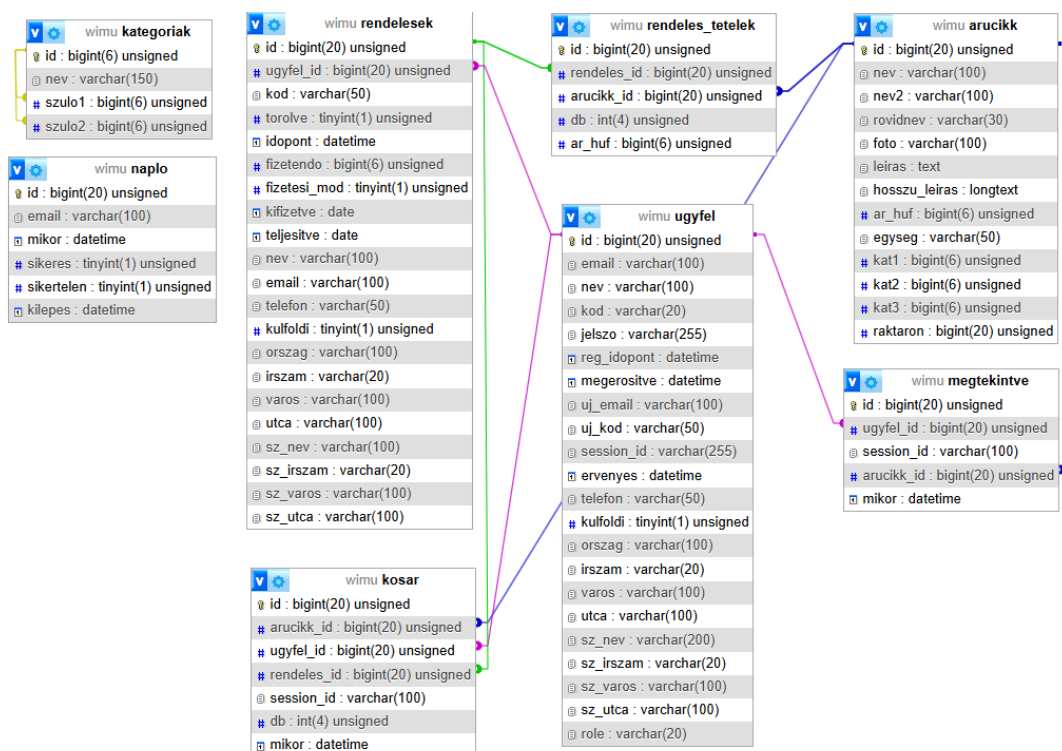 wimu kategoriak
id : bigint(6) unsigned
nev : varchar(150)
szulo1 : bigint(6) unsigned
szulo2 : bigint(6) unsigned
wimu naplo
id : bigint(20) unsigned
email : varchar(100)
mikor : datetime
sikeres : tinyint(1) unsigned
sikertelen : tinyint(1) unsigned
kilepes : datetime
wimu rendelesek
id : bigint(20) unsigned
ugyfel_id : bigint(20) unsigned
kod : varchar(50)
torolve : tinyint(1) unsigned
idopont : datetime
fizetendo : bigint(6) unsigned
fizetesi_mod : tinyint(1) unsigned
kifizetve : date
teljesitve : date
nev : varchar(100)
email : varchar(100)
telefon : varchar(50)
kulfoldi : tinyint(1) unsigned
orszag : varchar(100)
irszam : varchar(20)
varos : varchar(100)
utca : varchar(100)
sz_nev : varchar(100)
sz_irszam : varchar(20)
sz_varos : varchar(100)
sz_utca : varchar(100)
wimu kosar
id : bigint(20) unsigned
arucikk_id : bigint(20) unsigned
ugyfel_id : bigint(20) unsigned
rendeles_id : bigint(20) unsigned
session_id : varchar(100)
db : int(4) unsigned
mikor : datetime
wimu rendeles_tetelek
id : bigint(20) unsigned
rendeles_id : bigint(20) unsigned
arucikk_id : bigint(20) unsigned
db : int(4) unsigned
ar_huf : bigint(6) unsigned
wimu ugyfel
id : bigint(20) unsigned
email : varchar(100)
nev : varchar(100)
kod : varchar(20)
jelszo : varchar(255)
reg_idopont : datetime
megerositve : datetime
uj_email : varchar(100)
uj_kod : varchar(50)
session_id : varchar(255)
ervenyes : datetime
telefon : varchar(50)
kulfoldi : tinyint(1) unsigned
orszag : varchar(100)
irszam : varchar(20)
varos : varchar(100)
utca : varchar(100)
sz_nev : varchar(200)
sz_irszam : varchar(20)
sz_varos : varchar(100)
sz_utca : varchar(100)
role : varchar(20)
wimu arucikk
id : bigint(20) unsigned
nev : varchar(100)
nev2 : varchar(100)
rovidnev : varchar(30)
foto : varchar(100)
leiras : text
hosszu_leiras : longtext
ar_huf : bigint(6) unsigned
egyseg : varchar(50)
kat1 : bigint(6) unsigned
kat2 : bigint(6) unsigned
kat3 : bigint(6) unsigned
raktaron : bigint(20) unsigned
wimu megtekintve
id : bigint(20) unsigned
ugyfel_id : bigint(20) unsigned
session_id : varchar(100)
arucikk_id : bigint(20) unsigned
mikor : datetime